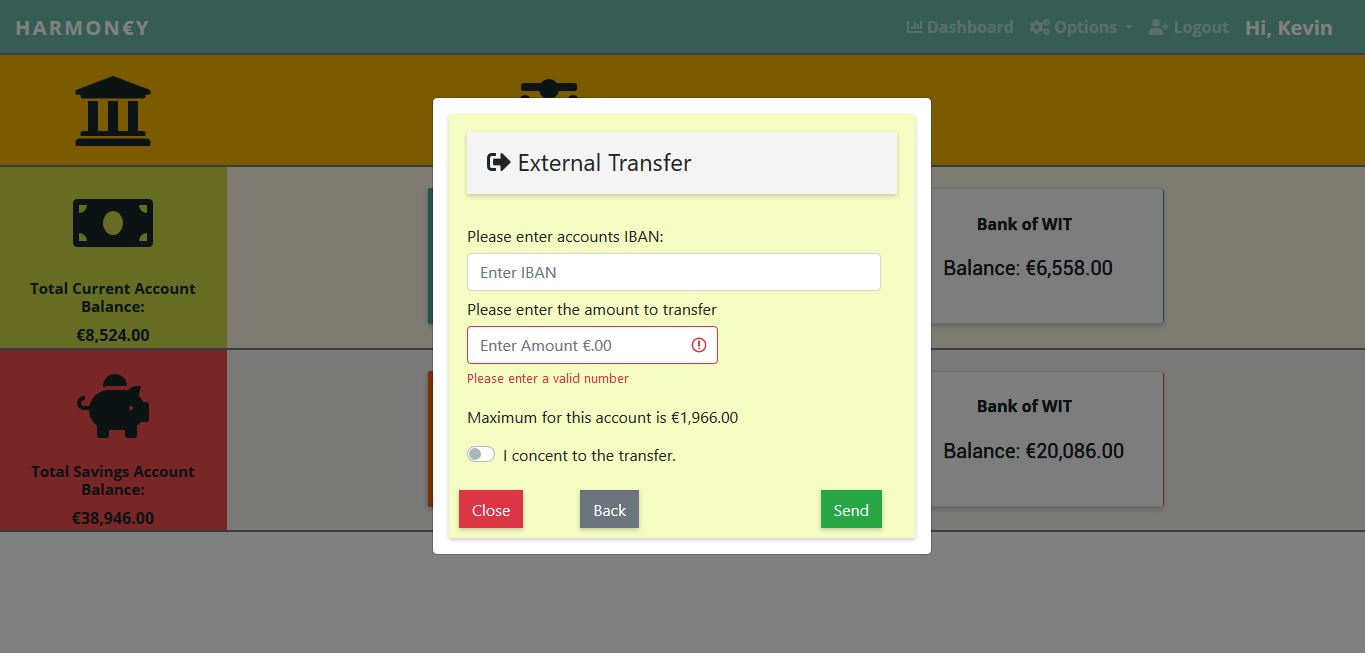 HARMON€Y
Dashboard
Options
Logout
Hi, Kevin
External Transfer
Please enter accounts IBAN:
Enter IBAN
Please enter the amount to transfer
Enter Amount €.00
Please enter a valid number
Maximum for this account is €1,966.00
I concent to the transfer.
Close
Back
Send
Total Current Account
Balance:
€8,524.00
Bank of WIT
Balance: €6,558.00
Total Savings Account
Balance:
€38,946.00
Bank of WIT
Balance: €20,086.00